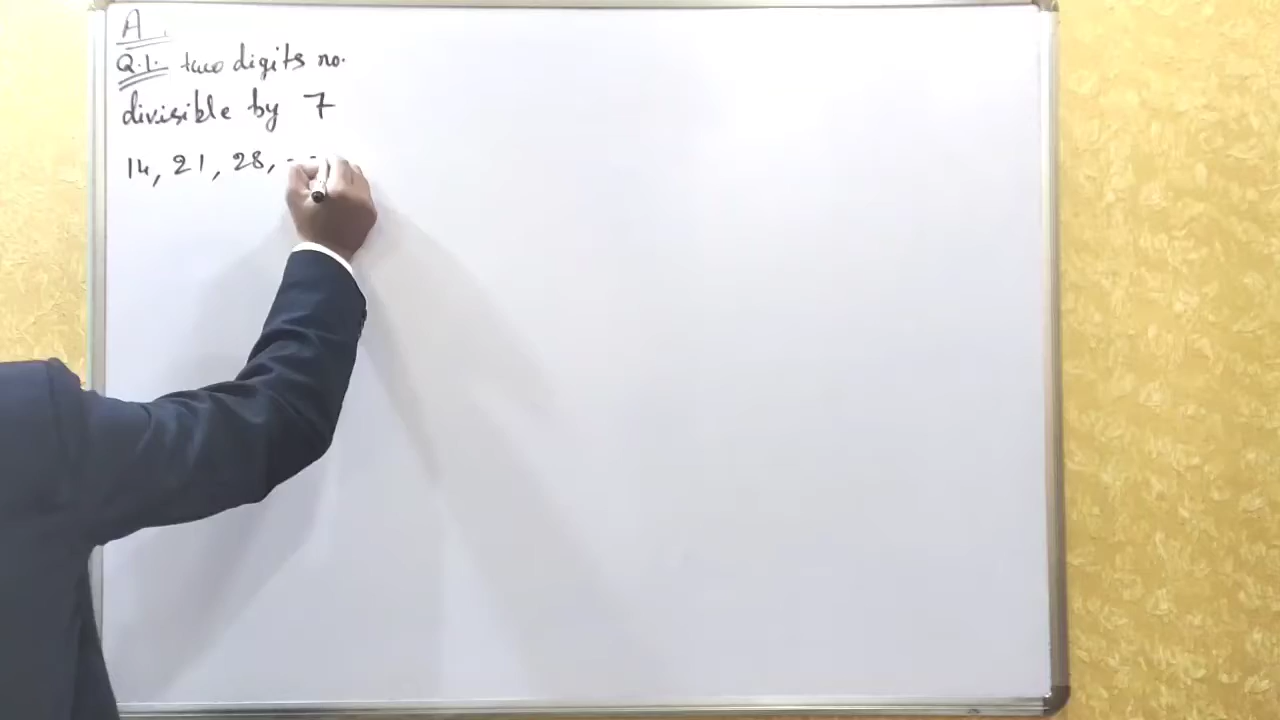 A.
Q.1. two digits no.
divisible by 7
14, 21, 28, - -